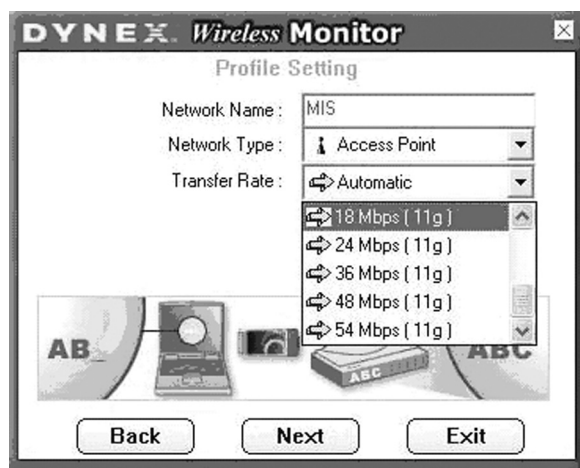 DYNEX Wireless Monitor
Profile Setting
Network Name : MIS
Network Type : Access Point
Transfer Rate : Automatic
18 Mbps ( 11g )
24 Mbps ( 11g )
36 Mbps ( 11g )
48 Mbps ( 11g )
54 Mbps ( 11g )
AB_
ABC
ABC
Back Next Exit